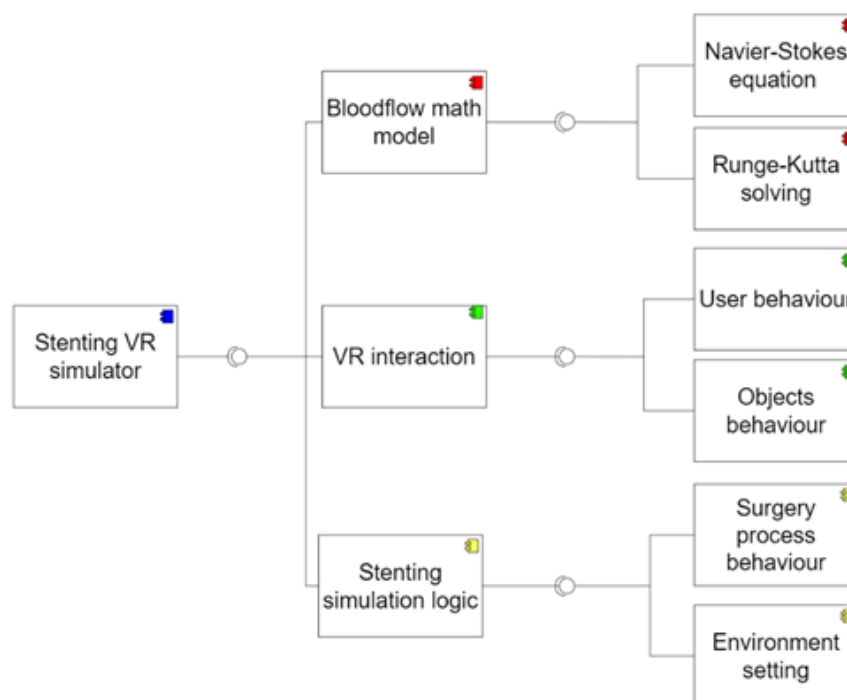 Navier-Stokes
equation
Bloodflow math
model
Runge-Kutta
solving
User behaviour
Stenting VR
simulator
VR interaction
Objects
behaviour
Surgery
process
behaviour
Stenting
simulation logic
Environment
setting